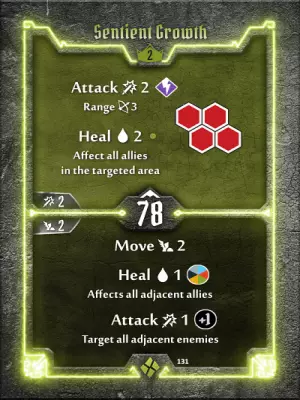 Sentient Growth
2
Attack 2
Range 3
Heal 2
Affect all allies
in the targeted area
2
78
2
Move 2
Heal 1
Affects all adjacent allies
Attack 1 +1
Target all adjacent enemies
131